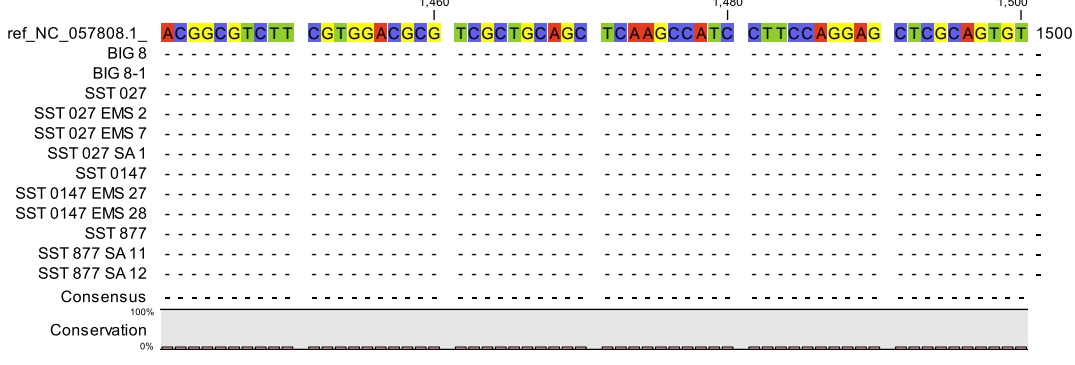 1,460 1,480 1,500
ref_NC_057808.1_ ACGGCGTCTT CGTGGACGCG TCGCTGCAGC TCAAGCCATC CTTCCAGGAG CTCGCAGTGT 1500
BIG 8 ---------- ---------- ---------- ---------- ---------- ---------- -
BIG 8-1 ---------- ---------- ---------- ---------- ---------- ---------- -
SST 027 ---------- ---------- ---------- ---------- ---------- ---------- -
SST 027 EMS 2 ---------- ---------- ---------- ---------- ---------- ---------- -
SST 027 EMS 7 ---------- ---------- ---------- ---------- ---------- ---------- -
SST 027 SA 1 ---------- ---------- ---------- ---------- ---------- ---------- -
SST 0147 ---------- ---------- ---------- ---------- ---------- ---------- -
SST 0147 EMS 27 ---------- ---------- ---------- ---------- ---------- ---------- -
SST 0147 EMS 28 ---------- ---------- ---------- ---------- ---------- ---------- -
SST 877 ---------- ---------- ---------- ---------- ---------- ---------- -
SST 877 SA 11 ---------- ---------- ---------- ---------- ---------- ---------- -
SST 877 SA 12 ---------- ---------- ---------- ---------- ---------- ---------- -
Consensus ---------- ---------- ---------- ---------- ---------- ----------
100%
Conservation
0%